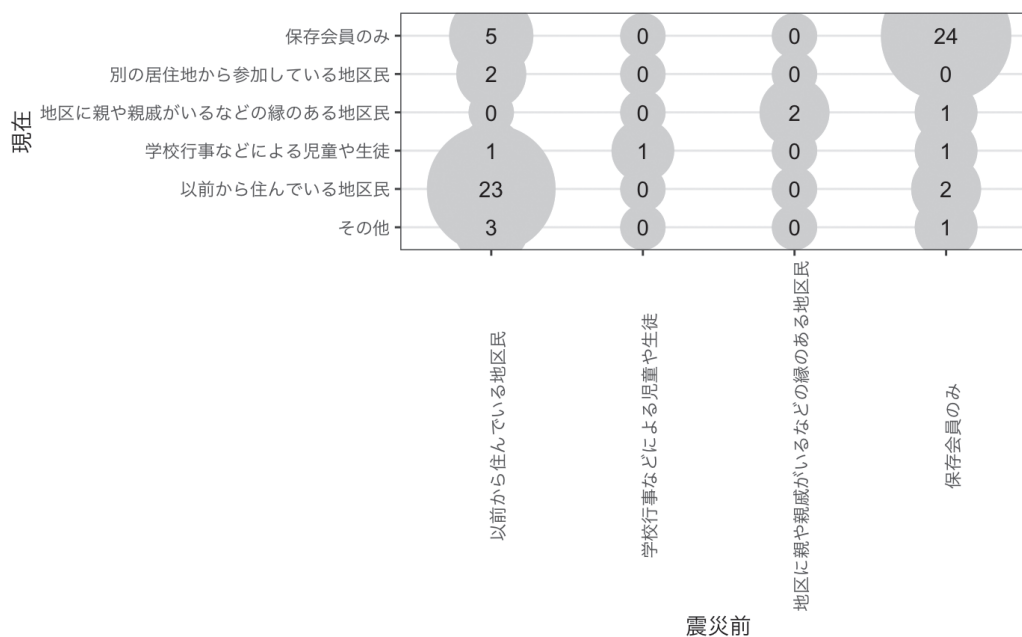 現在
保存会員のみ 5 0 0 24
別の居住地から参加している地区民 2 0 0 0
地区に親や親戚がいるなどの縁のある地区民 0 0 2 1
学校行事などによる児童や生徒 1 1 0 1
以前から住んでいる地区民 23 0 0 2
その他 3 0 0 1
以前から住んでいる地区民
学校行事などによる児童や生徒
地区に親や親戚がいるなどの縁のある地区民
保存会員のみ
震災前